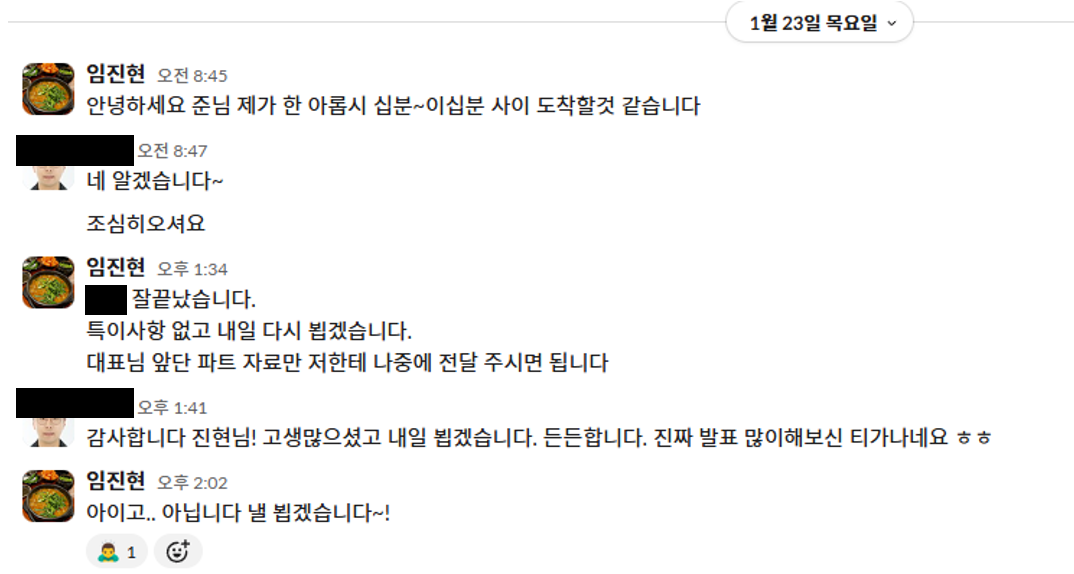 1월 23일 목요일
임진현 오전 8:45
안녕하세요 준님 제가 한 아홉시 십분~이십분 사이 도착할것 같습니다
오전 8:47
네 알겠습니다~
조심히오셔요
임진현 오후 1:34
잘끝났습니다.
특이사항 없고 내일 다시 뵙겠습니다.
대표님 앞단 파트 자료만 저한테 나중에 전달 주시면 됩니다
오후 1:41
감사합니다 진현님! 고생많으셨고 내일 뵙겠습니다. 든든합니다. 진짜 발표 많이해보신 티가나네요 ㅎㅎ
임진현 오후 2:02
아이고.. 아닙니다 낼 뵙겠습니다~!
1